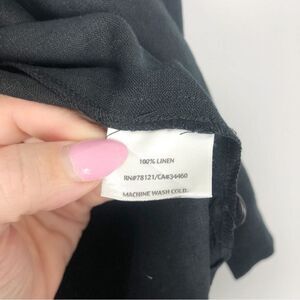 100% LINEN
RN#78121/CA#34460
MACHINE WASH COLD.